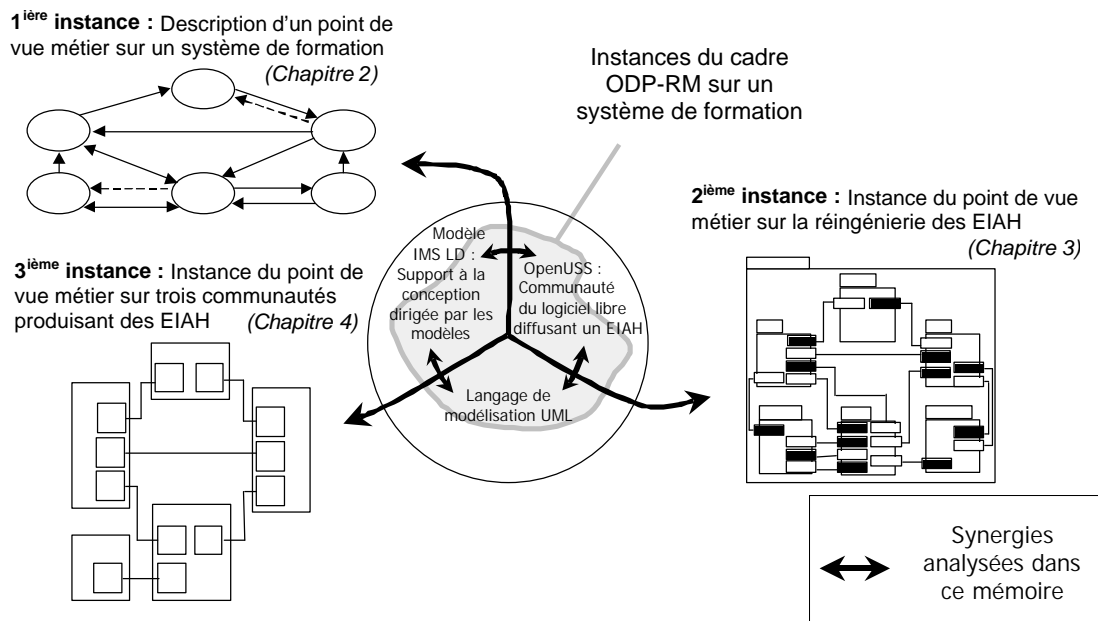 1ière instance : Description d'un point de
vue métier sur un système de formation
(Chapitre 2)
Instances du cadre
ODP-RM sur un
système de formation
2ième instance : Instance du point de vue
métier sur la réingénierie des EIAH
(Chapitre 3)
3ième instance : Instance du point de
vue métier sur trois communautés
produisant des EIAH (Chapitre 4)
Modèle
IMS LD :
Support à la
conception
dirigée par les
modèles
OpenUSS :
Communauté
du logiciel libre
diffusant un EIAH
Langage de
modélisation UML
Synergies
analysées dans
ce mémoire